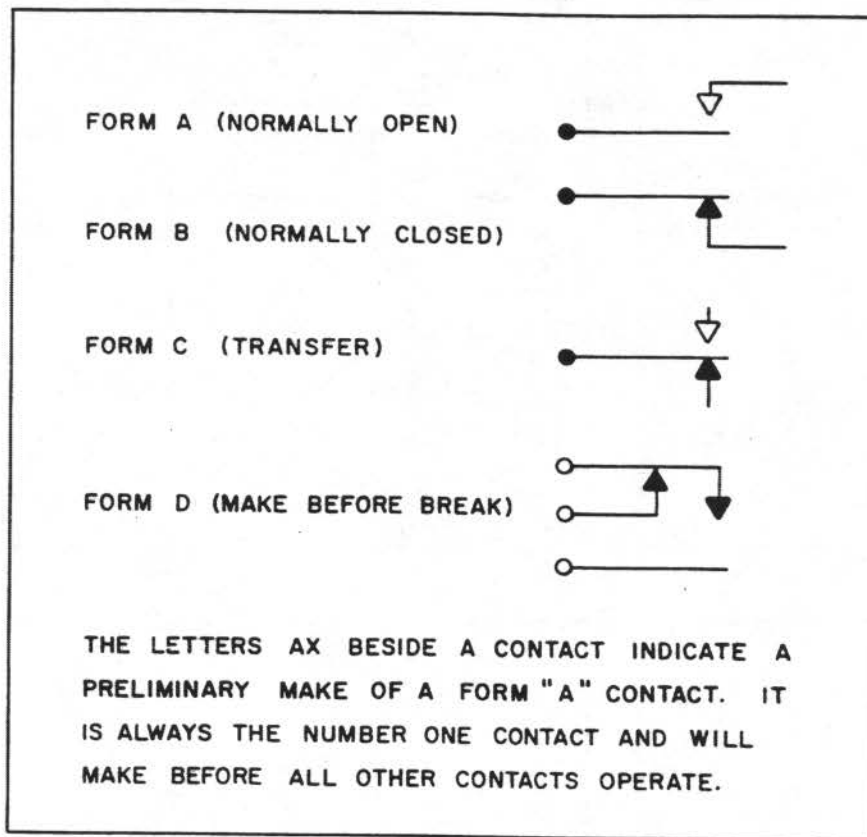 FORM A (NORMALLY OPEN)
FORM B (NORMALLY CLOSED)
FORM C (TRANSFER)
FORM D (MAKE BEFORE BREAK)
THE LETTERS AX BESIDE A CONTACT INDICATE A
PRELIMINARY MAKE OF A FORM "A" CONTACT. IT
IS ALWAYS THE NUMBER ONE CONTACT AND WILL
MAKE BEFORE ALL OTHER CONTACTS OPERATE.